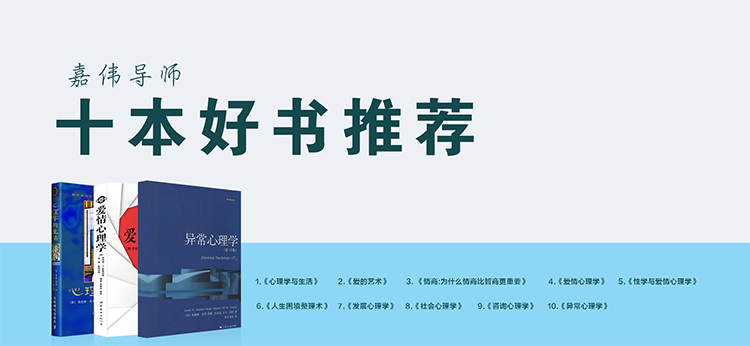 嘉伟导师
十本好书推荐
爱情心理学
爱
异常心理学
1.《心理学与生活》 2.《爱的艺术》 3.《情商:为什么情商比智商更重要》 4.《爱情心理学》 5.《性学与爱情心理学》
6.《人生困境整理术》 7.《发展心理学》 8.《社会心理学》 9.《咨询心理学》 10.《异常心理学》